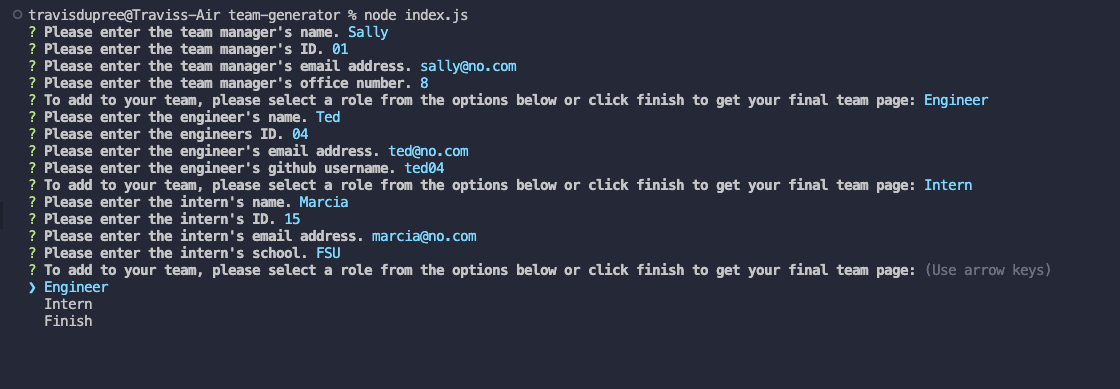 travisdupree@Traviss-Air team-generator % node index.js
? Please enter the team manager's name. Sally
? Please enter the team manager's ID. 01
? Please enter the team manager's email address. sally@no.com
? Please enter the team manager's office number. 8
? To add to your team, please select a role from the options below or click finish to get your final team page: Engineer
? Please enter the engineer's name. Ted
? Please enter the engineers ID. 04
? Please enter the engineer's email address. ted@no.com
? Please enter the engineer's github username. ted04
? To add to your team, please select a role from the options below or click finish to get your final team page: Intern
? Please enter the intern's name. Marcia
? Please enter the intern's ID. 15
? Please enter the intern's email address. marcia@no.com
? Please enter the intern's school. FSU
? To add to your team, please select a role from the options below or click finish to get your final team page: (Use arrow keys)
❯ Engineer
Intern
Finish